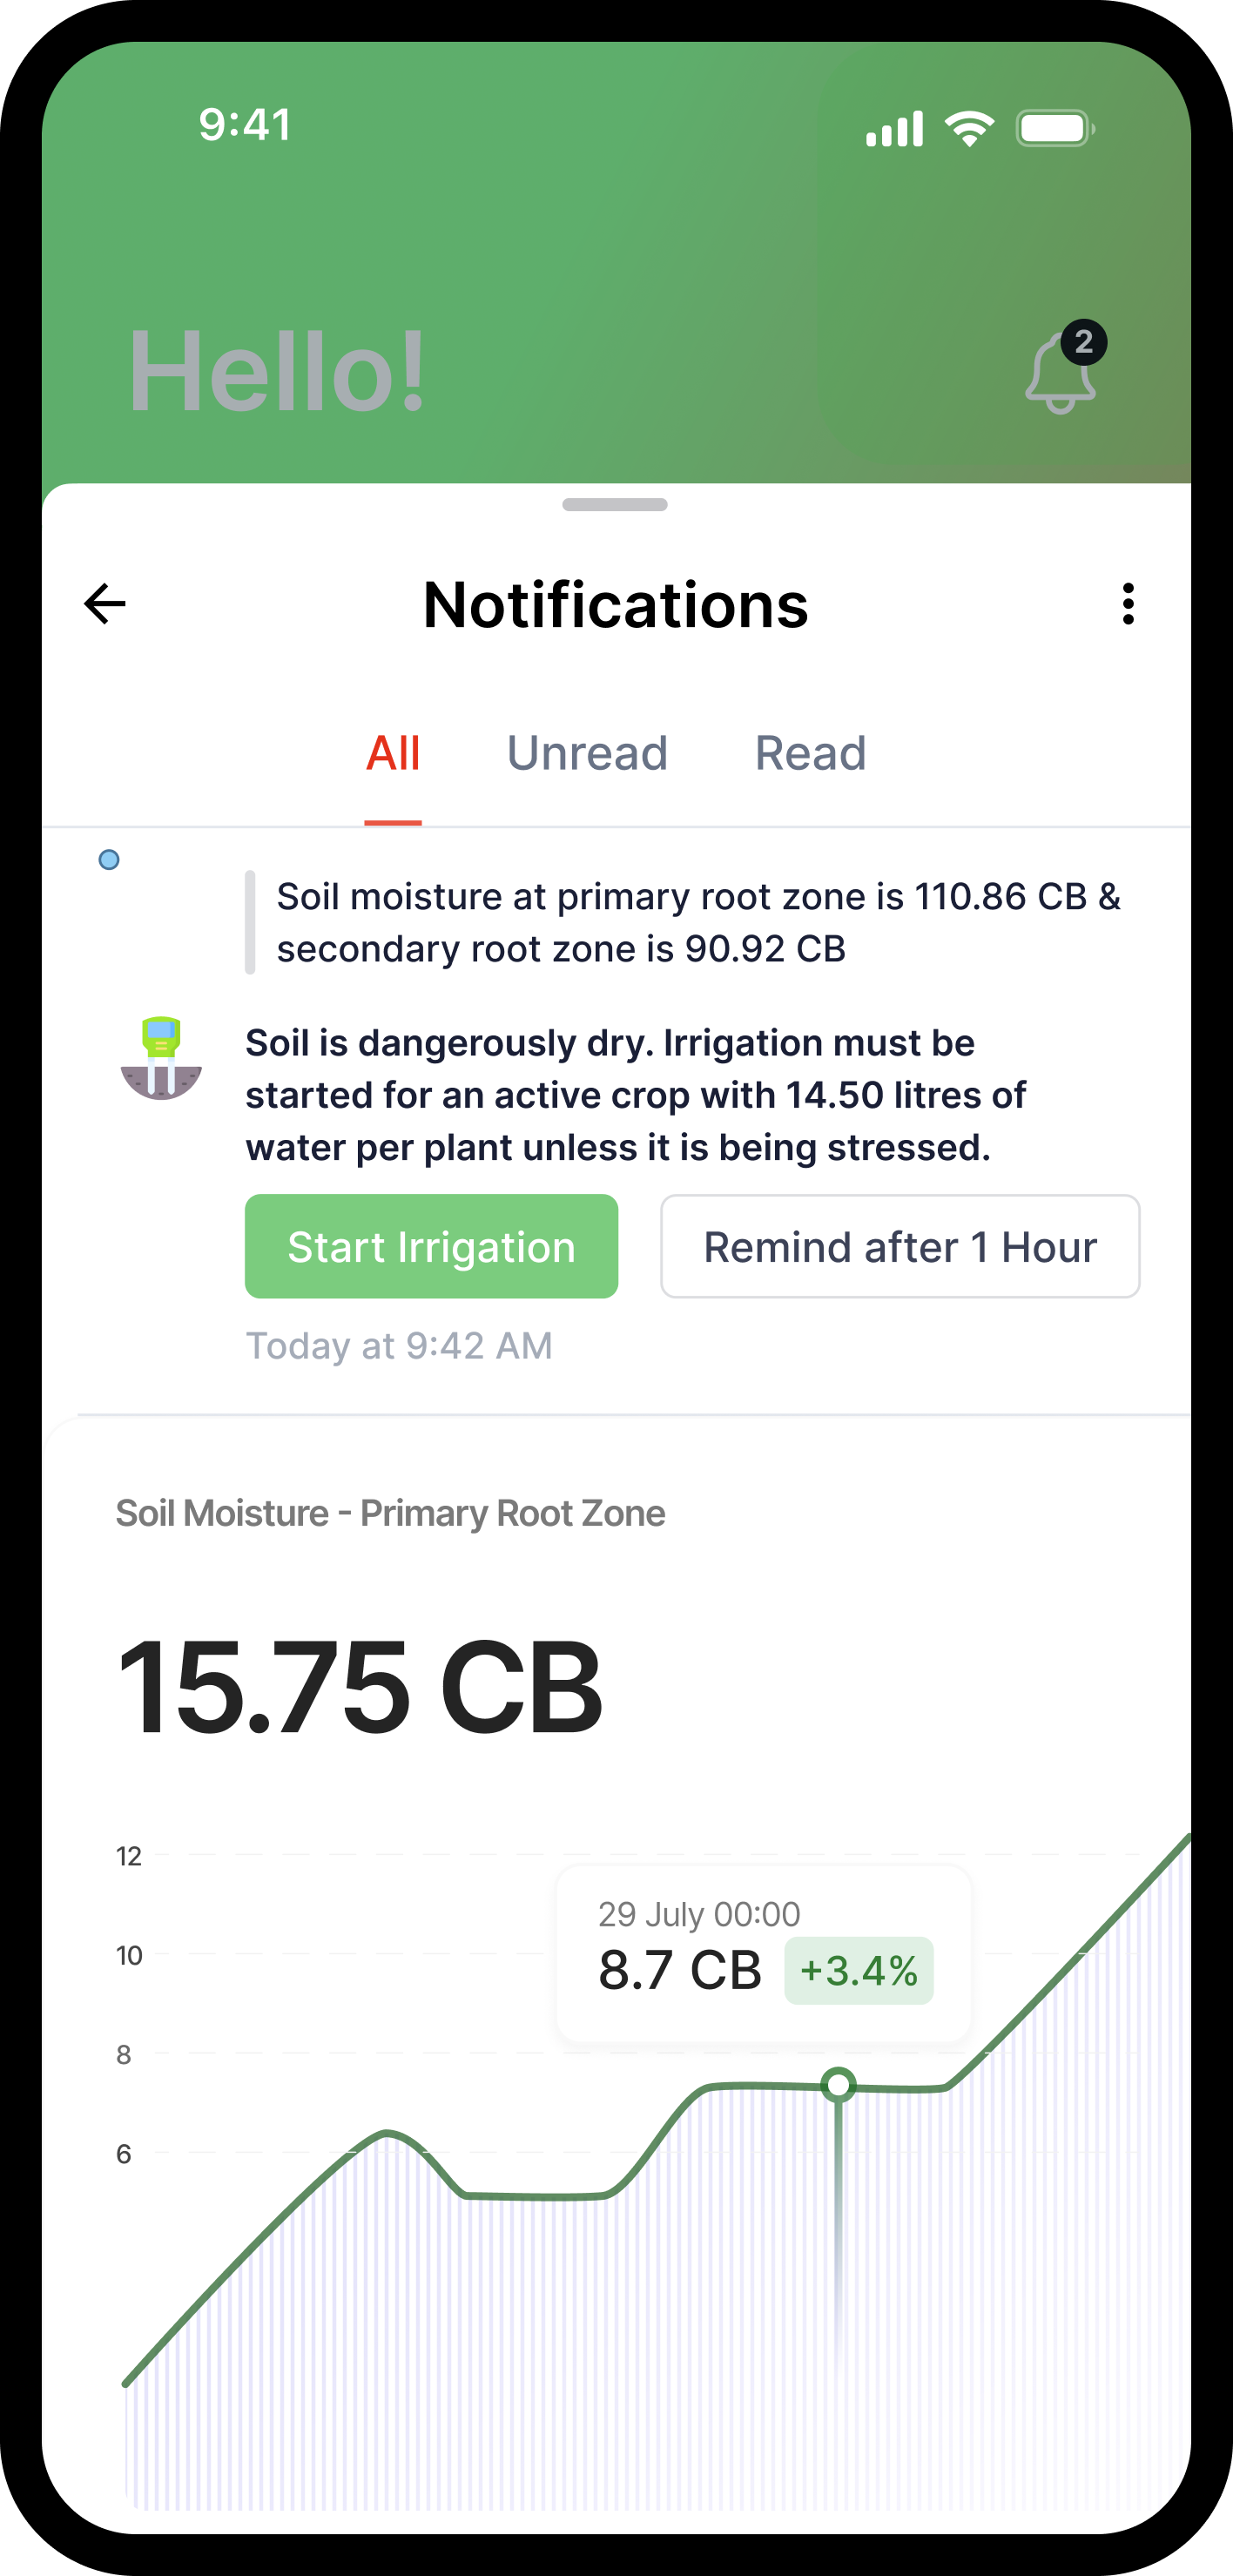 9:41
Hello!
2
Notifications
All Unread Read
Soil moisture at primary root zone is 110.86 CB &
secondary root zone is 90.92 CB
Soil is dangerously dry. Irrigation must be
started for an active crop with 14.50 litres of
water per plant unless it is being stressed.
Start Irrigation Remind after 1 Hour
Today at 9:42 AM
Soil Moisture - Primary Root Zone
15.75 CB
12
29 July 00:00
10
8.7 CB +3.4%
8
6